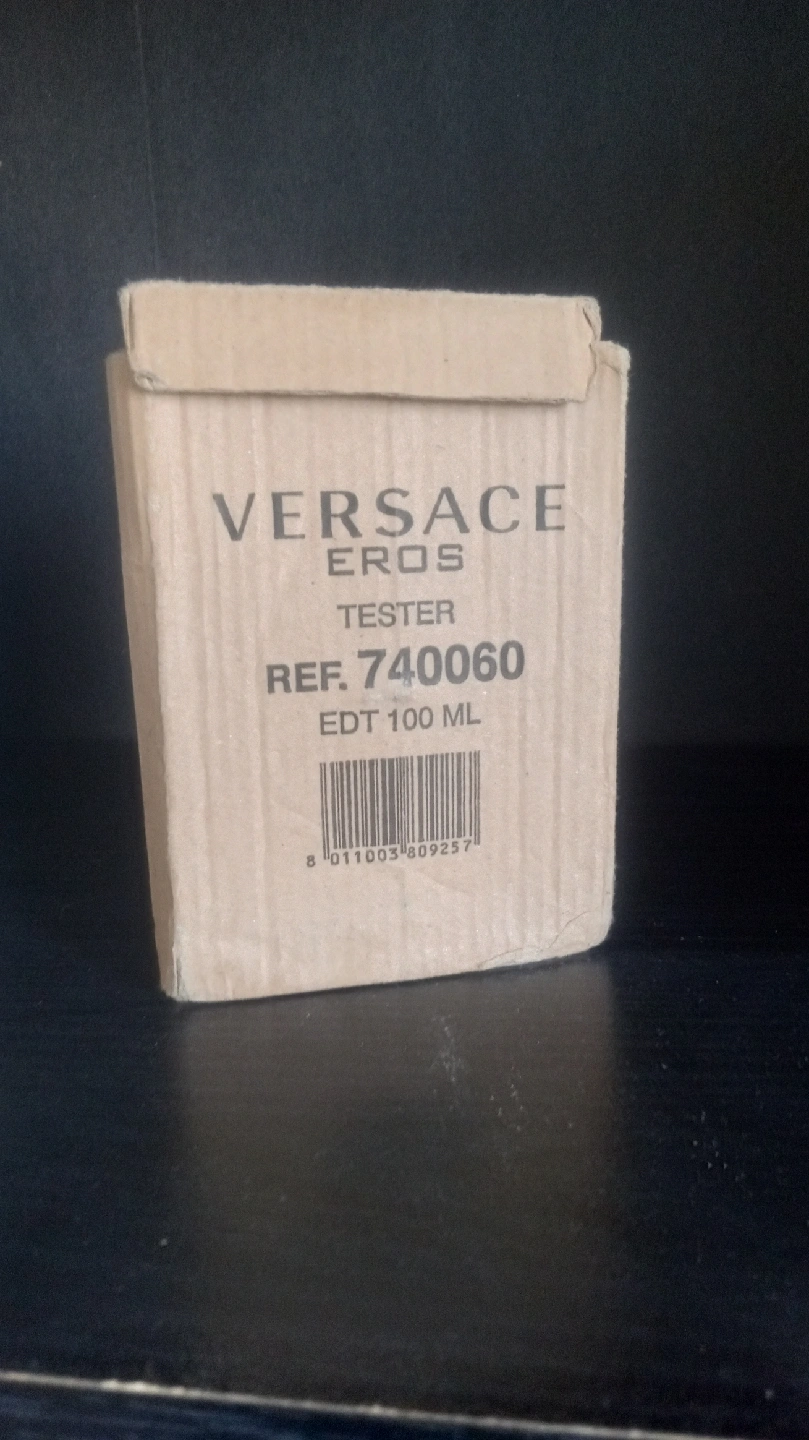 VERSACE
EROS
TESTER
REF. 740060
EDT 100 ML
8 011003 809257